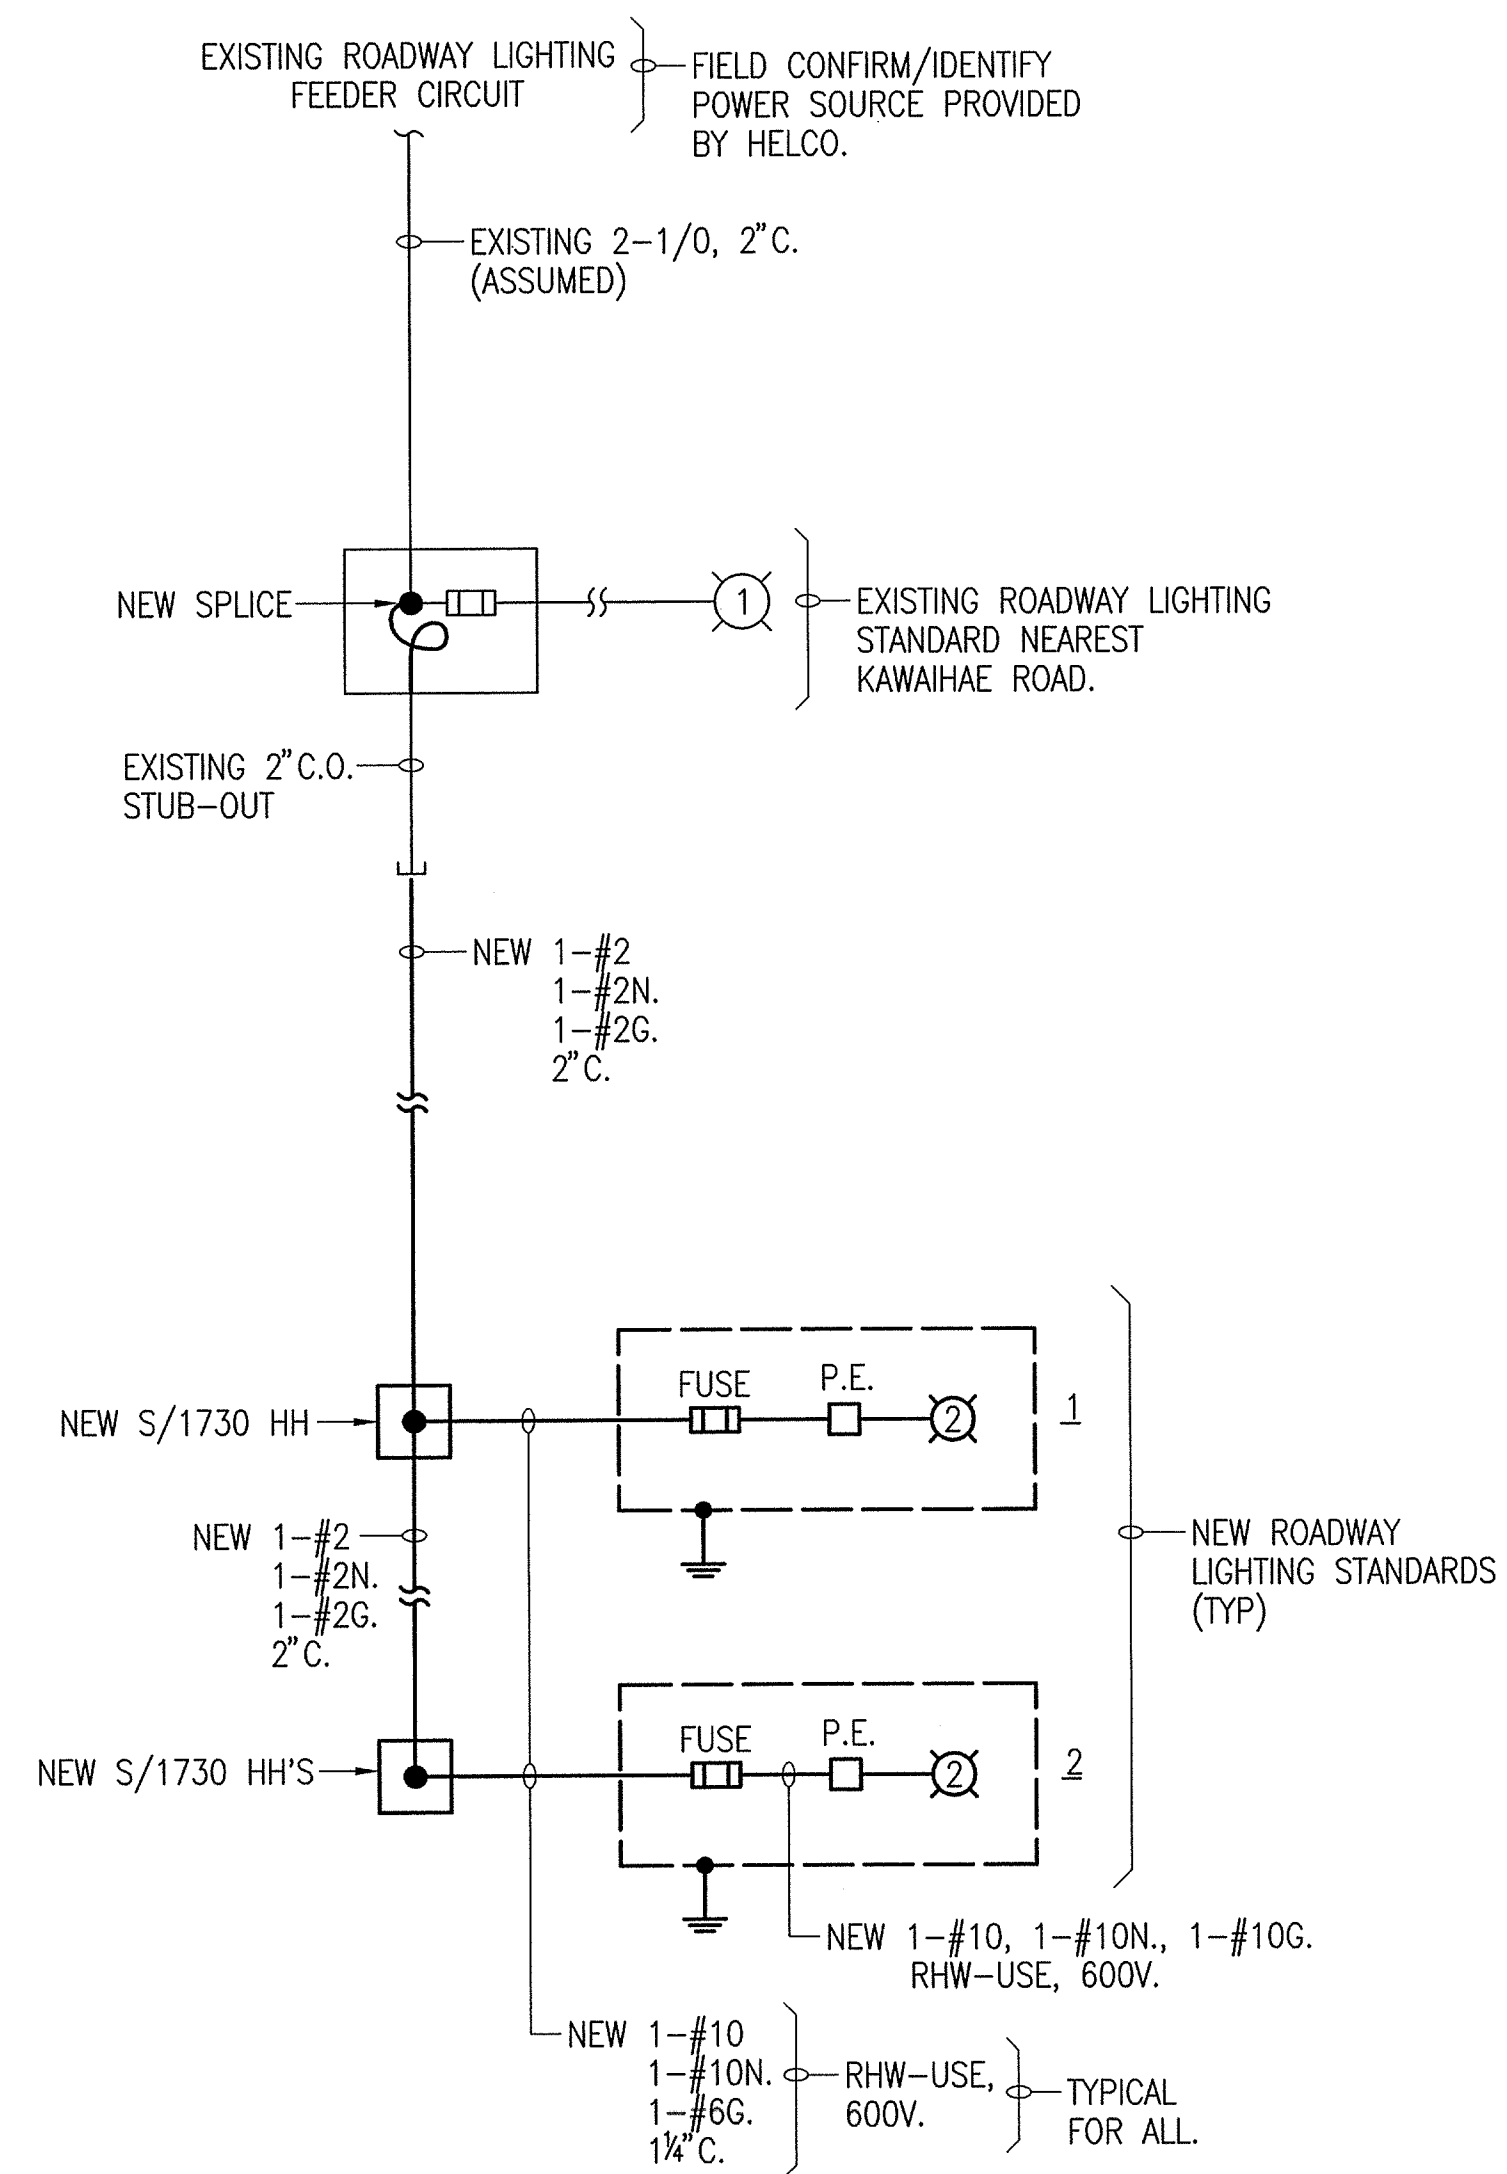 EXISTING ROADWAY LIGHTING
FEEDER CIRCUIT
FIELD CONFIRM/IDENTIFY
POWER SOURCE PROVIDED
BY HELCO.
EXISTING 2-1/0, 2"C.
(ASSUMED)
NEW SPLICE
1
EXISTING ROADWAY LIGHTING
STANDARD NEAREST
KAWAIHAE ROAD.
EXISTING 2"C.O.
STUB-OUT
NEW 1-#2
1-#2N.
1-#2G.
2"C.
NEW S/1730 HH
FUSE
P.E.
2
1
NEW 1-#2
1-#2N.
1-#2G.
2"C.
NEW ROADWAY
LIGHTING STANDARDS
(TYP)
NEW S/1730 HH'S
FUSE
P.E.
2
2
NEW 1-#10, 1-#10N., 1-#10G.
RHW-USE, 600V.
NEW 1-#10
1-#10N.
1-#6G.
1¼"C.
RHW-USE,
600V.
TYPICAL
FOR ALL.